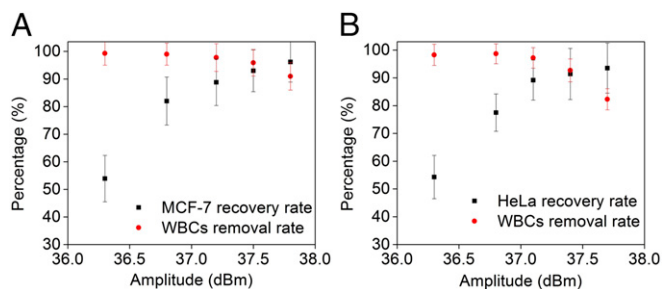 A
Percentage (%)
100
90
80
70
60
50
40
30
MCF-7 recovery rate
WBCs removal rate
36.0 36.5 37.0 37.5 38.0
Amplitude (dBm)
B
Percentage (%)
100
90
80
70
60
50
40
30
HeLa recovery rate
WBCs removal rate
36.0 36.5 37.0 37.5 38.0
Amplitude (dBm)